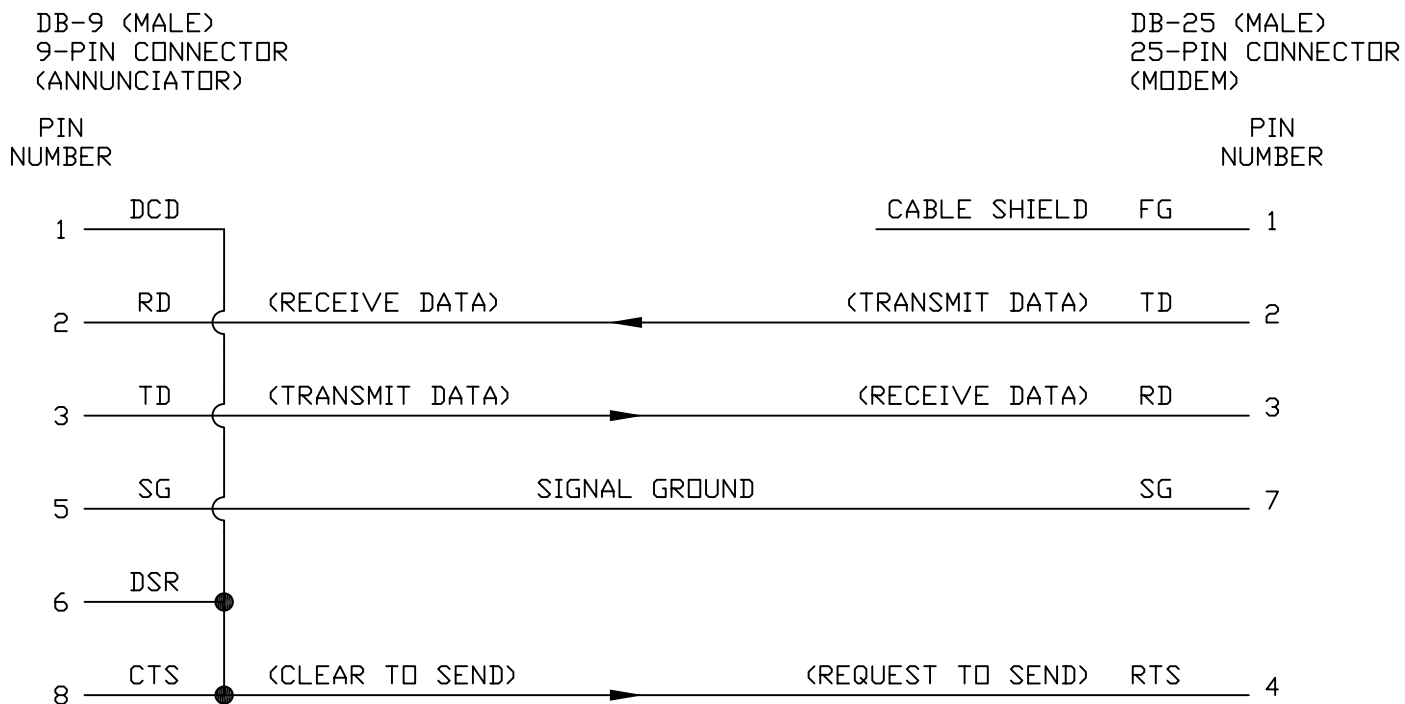 DB-9 (MALE)
9-PIN CONNECTOR
(ANNUNCIATOR)
DB-25 (MALE)
25-PIN CONNECTOR
(MODEM)
PIN
NUMBER
PIN
NUMBER
1 DCD CABLE SHIELD FG 1
2 RD (RECEIVE DATA) (TRANSMIT DATA) TD 2
3 TD (TRANSMIT DATA) (RECEIVE DATA) RD 3
5 SG SIGNAL GROUND SG 7
6 DSR
8 CTS (CLEAR TO SEND) (REQUEST TO SEND) RTS 4